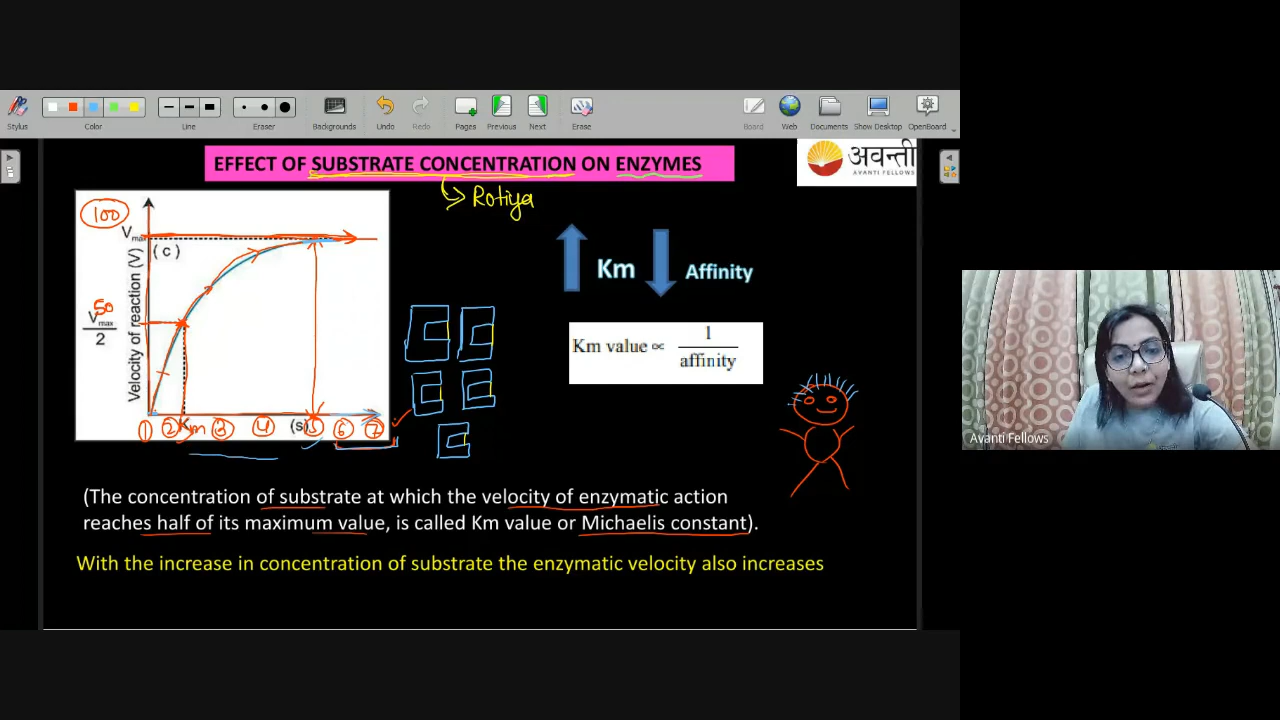 Stylus
Color
Line
Eraser
Backgrounds
Undo
Redo
Pages
Previous
Next
Erase
Board
Web
Documents
Show Desktop
OpenBoard
EFFECT OF SUBSTRATE CONCENTRATION ON ENZYMES
अवन्ती
AVANTI FELLOWS
Rotiya
100
Vmax
(c)
50
Vmax
2
Velocity of reaction (V)
1 2 Km 3 4 (s) 5 6 7
Km Affinity
Km value ∝ 1
affinity
Avanti Fellows
(The concentration of substrate at which the velocity of enzymatic action
reaches half of its maximum value, is called Km value or Michaelis constant).
With the increase in concentration of substrate the enzymatic velocity also increases